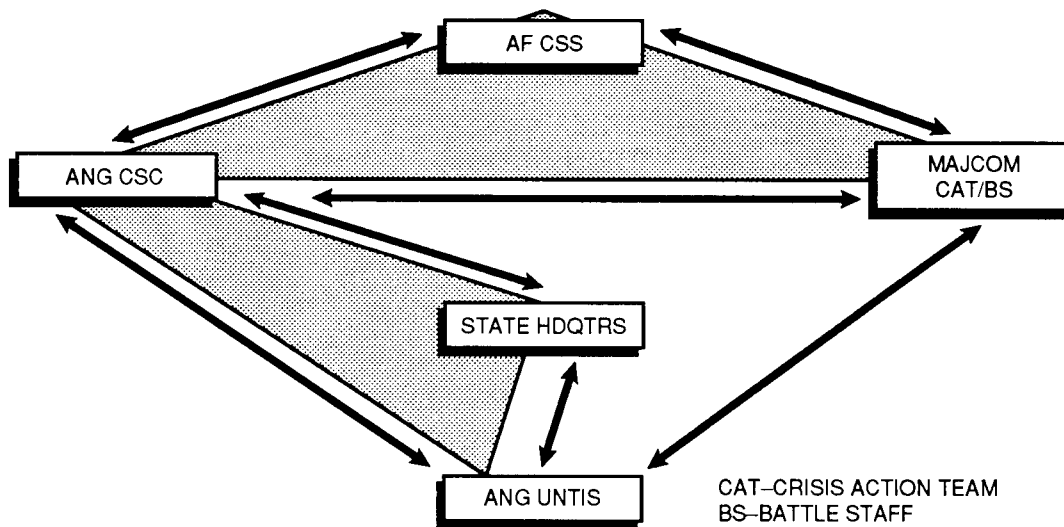 AF CSS
ANG CSC
MAJCOM
CAT/BS
STATE HDQTRS
ANG UNTIS
CAT–CRISIS ACTION TEAM
BS–BATTLE STAFF